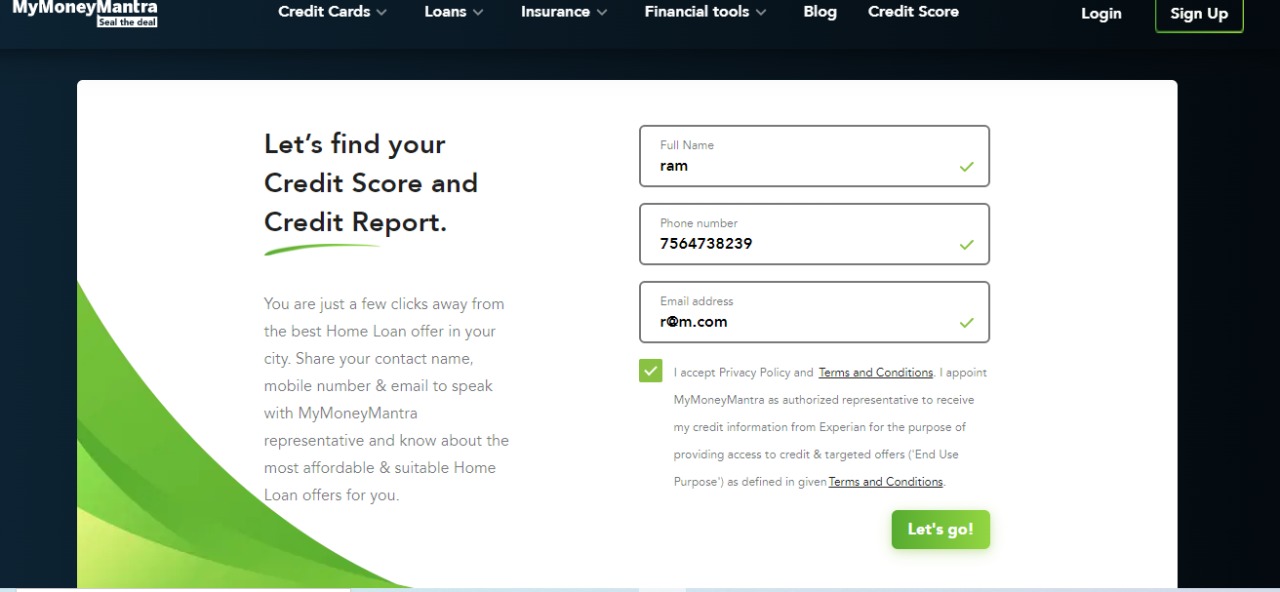 MyMoneyMantra
Seal the deal
Credit Cards Loans Insurance Financial tools Blog Credit Score Login Sign Up
Let’s find your
Credit Score and
Credit Report.
You are just a few clicks away from
the best Home Loan offer in your
city. Share your contact name,
mobile number & email to speak
with MyMoneyMantra
representative and know about the
most affordable & suitable Home
Loan offers for you.
Full Name
ram
Phone number
7564738239
Email address
r@m.com
I accept Privacy Policy and Terms and Conditions. I appoint
MyMoneyMantra as authorized representative to receive
my credit information from Experian for the purpose of
providing access to credit & targeted offers ('End Use
Purpose') as defined in given Terms and Conditions.
Let's go!